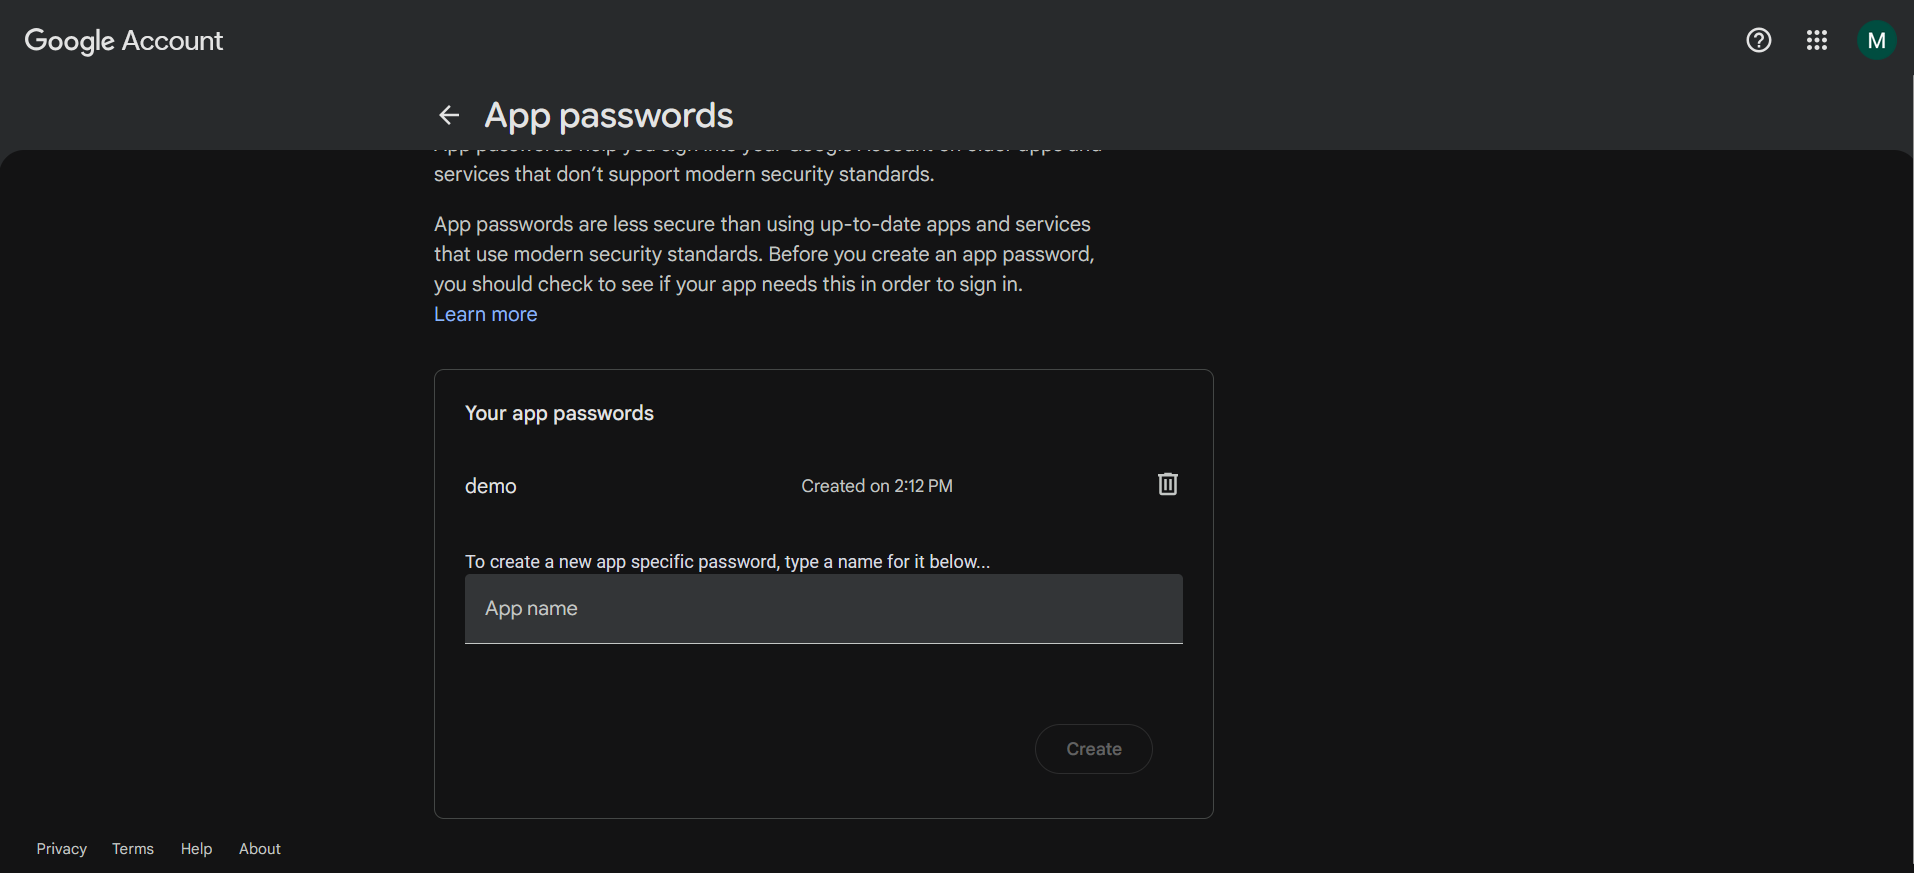 Google Account
M
App passwords
services that don't support modern security standards.
App passwords are less secure than using up-to-date apps and services
that use modern security standards. Before you create an app password,
you should check to see if your app needs this in order to sign in.
Learn more
Your app passwords
demo
Created on 2:12 PM
To create a new app specific password, type a name for it below...
App name
Create
Privacy
Terms
Help
About